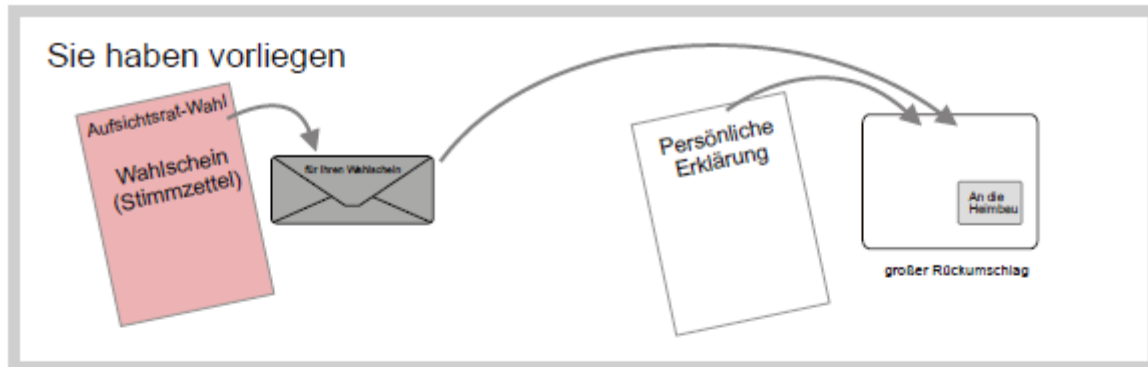 Sie haben vorliegen
Aufsichtsrat-Wahl
Wahlschein
(Stimmzettel)
für Ihren Wahlschein
Persönliche
Erklärung
An die
Heimbau
großer Rückumschlag